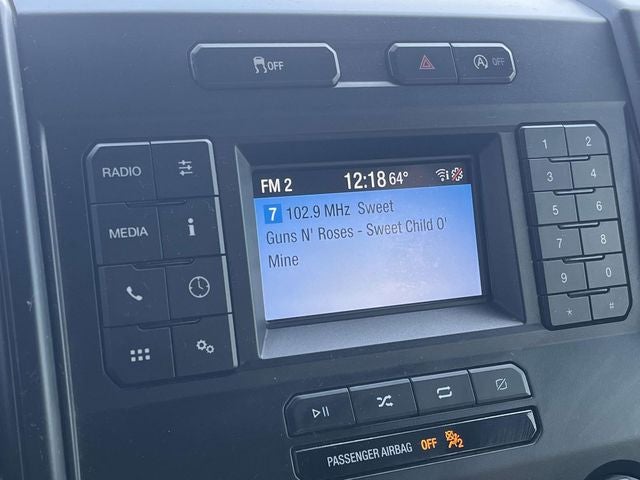 OFF
OFF
RADIO
MEDIA
FM 2 12:18 64°
7 102.9 MHz Sweet
Guns N' Roses - Sweet Child O'
Mine
1 2
3 4
5 6
7 8
9 0
* #
PASSENGER AIRBAG OFF 2